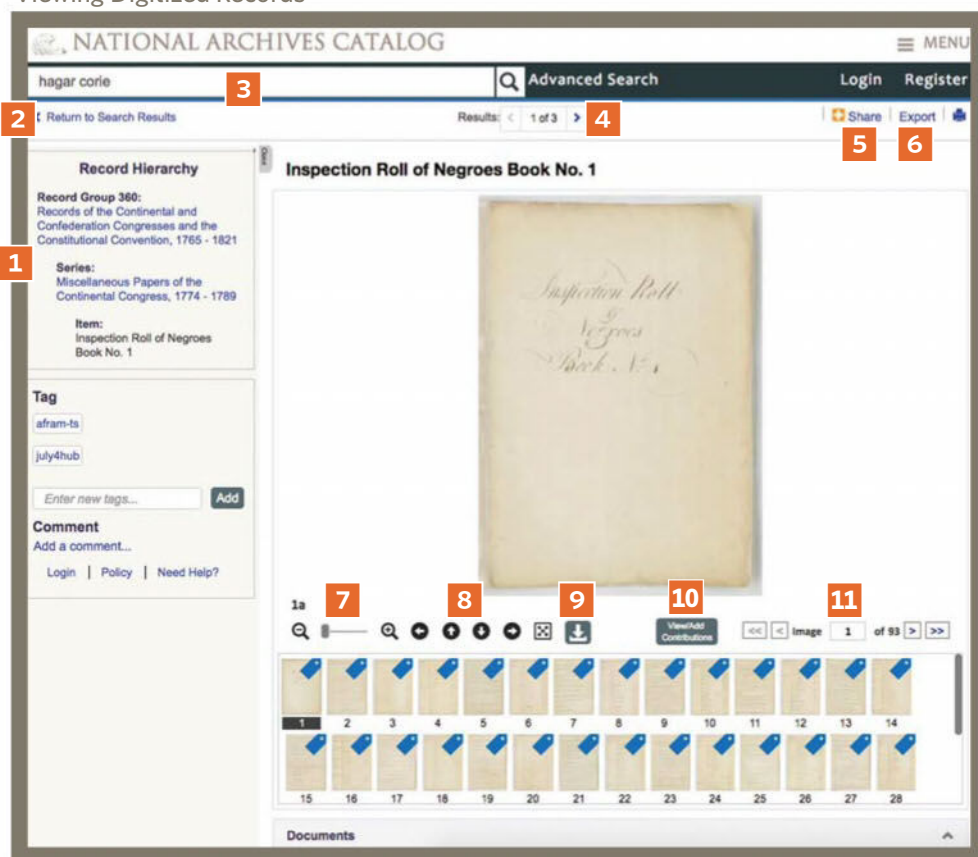 Viewing Digitized Records
NATIONAL ARCHIVES CATALOG
MENU
hagar corie
3
Advanced Search
Login Register
2
Return to Search Results
Results: < 1 of 3 >
4
Share
Export
5
6
1
Record Hierarchy
Record Group 360:
Records of the Continental and
Confederation Congresses and the
Constitutional Convention, 1765 - 1821
Series:
Miscellaneous Papers of the
Continental Congress, 1774 - 1789
Item:
Inspection Roll of Negroes
Book No. 1
Tag
afram-ts
july4hub
Enter new tags...
Add
Comment
Add a comment...
Login | Policy | Need Help?
Inspection Roll of Negroes Book No. 1
Inspection Roll
of
Negroes
Book No. 1
1a
7
8
9
10
11
View/Add
Contributions
<< < Image 1 of 93 > >>
1 2 3 4 5 6 7 8 9 10 11 12 13 14
15 16 17 18 19 20 21 22 23 24 25 26 27 28
Documents